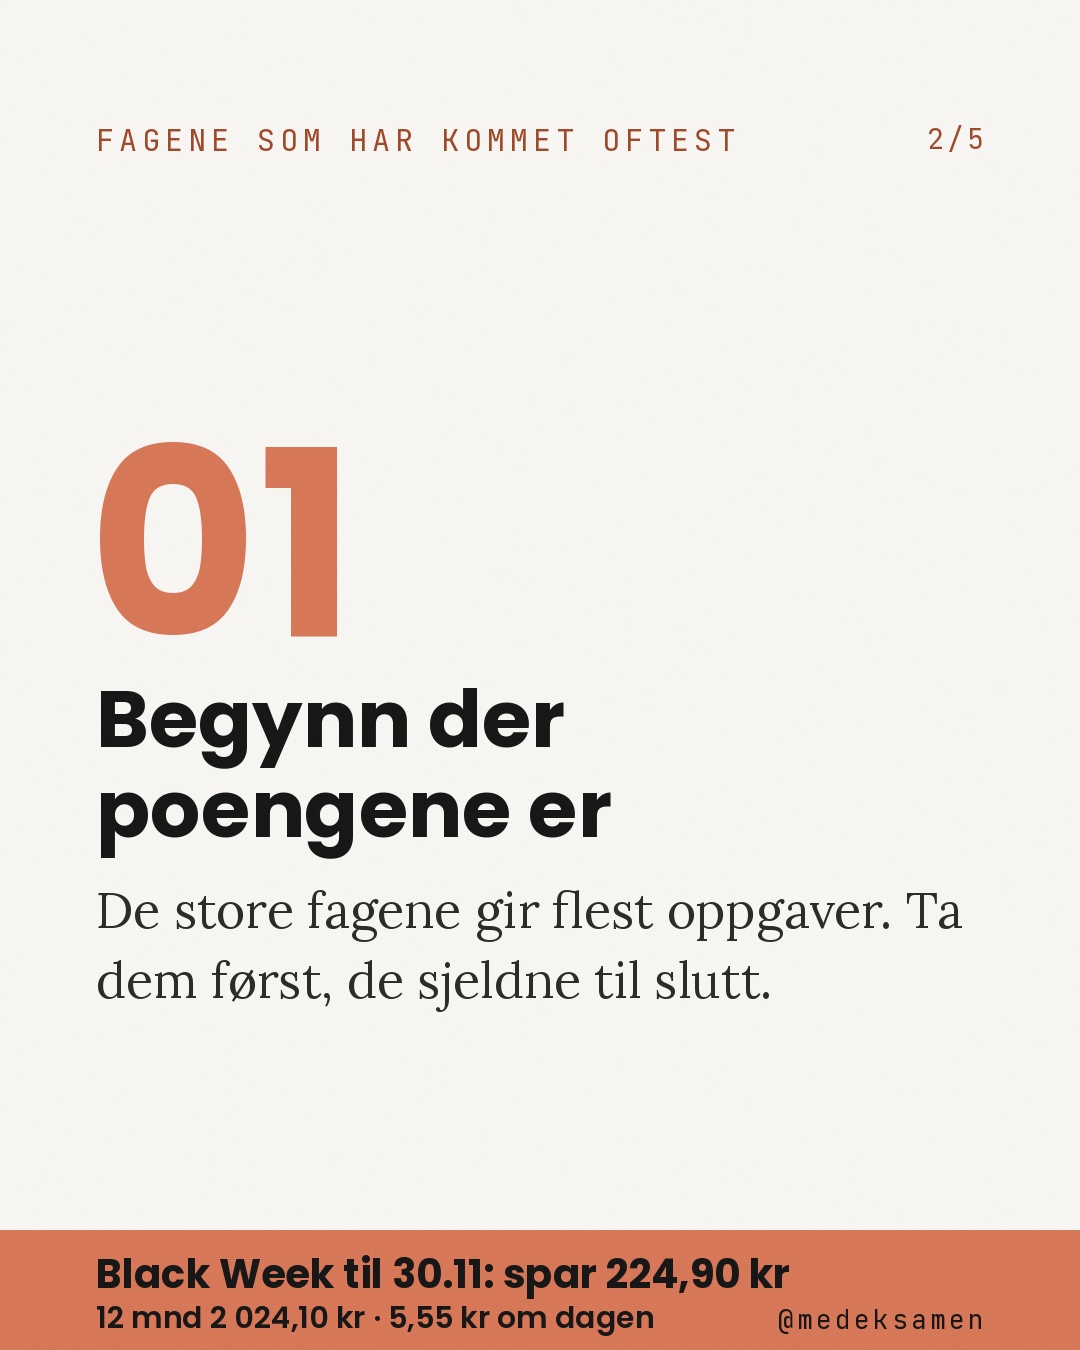 FAGENE SOM HAR KOMMET OFTEST
2/5
01
Begynn der
poengene er
De store fagene gir flest oppgaver. Ta
dem først, de sjeldne til slutt.
Black Week til 30.11: spar 224,90 kr
12 mnd 2 024,10 kr · 5,55 kr om dagen
@medeksamen